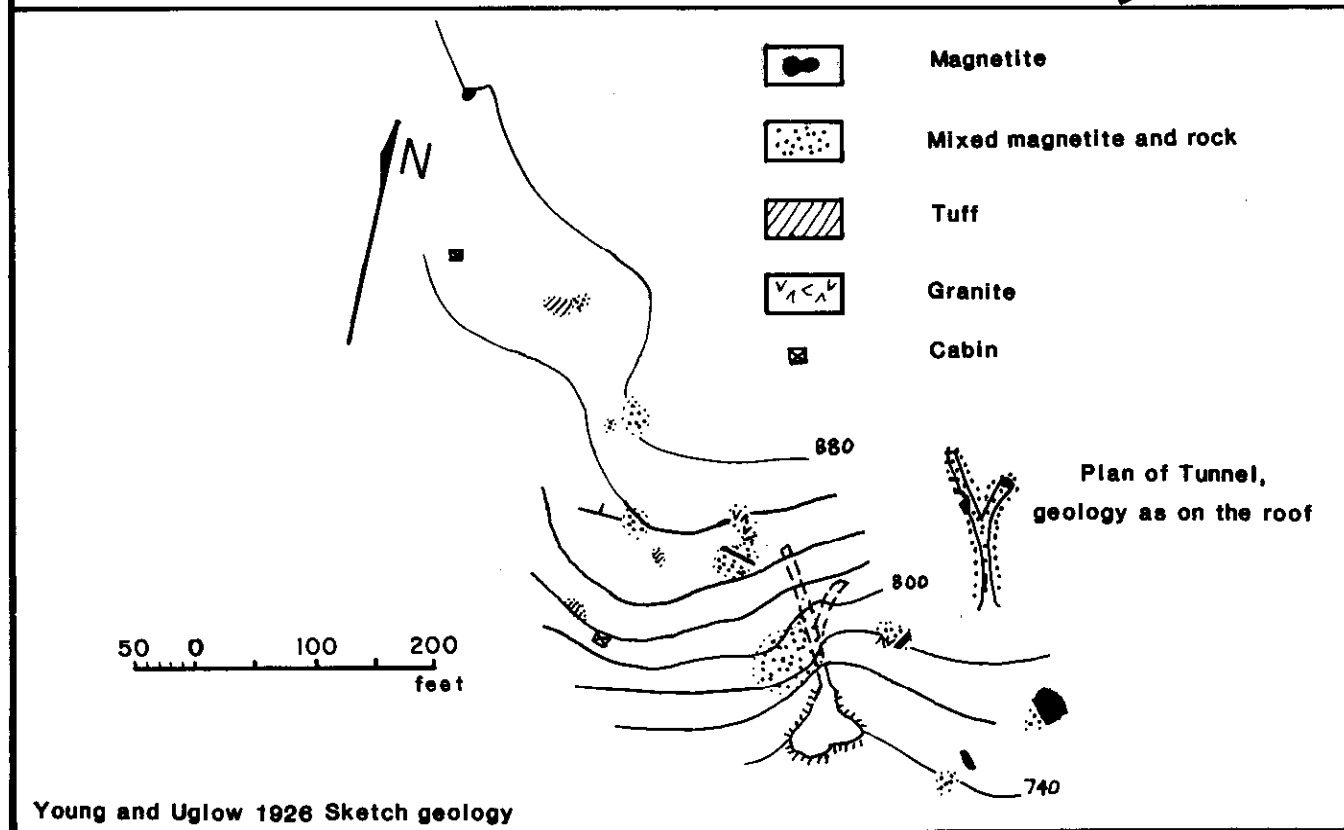 Magnetite
N
Mixed magnetite and rock
Tuff
Granite
Cabin
880
Plan of Tunnel,
geology as on the roof
800
50 0 100 200
feet
740
Young and Uglow 1926 Sketch geology